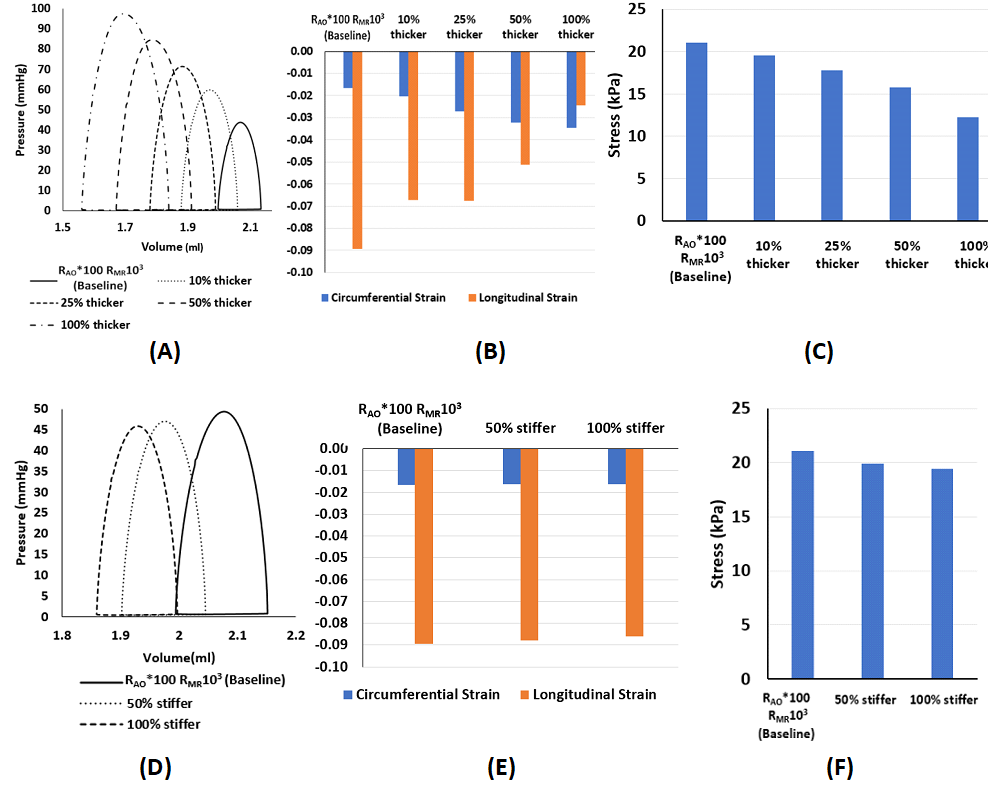 100
90
80
70
60
50
40
30
20
10
0
Pressure (mmHg)
1.5
1.7
1.9
2.1
Volume (ml)
RAO*100 RMR10³
(Baseline)
10% thicker
25% thicker
50% thicker
100% thicker
(A)
RAO*100 RMR10³
(Baseline)
10%
thicker
25%
thicker
50%
thicker
100%
thicker
0.00
-0.01
-0.02
-0.03
-0.04
-0.05
-0.06
-0.07
-0.08
-0.09
-0.10
Circumferential Strain
Longitudinal Strain
(B)
25
20
15
10
5
0
Stress (kPa)
RAO*100
RMR10³
(Baseline)
10%
thicker
25%
thicker
50%
thicker
100%
thicke
(C)
50
45
40
35
30
25
20
15
10
5
0
Pressure (mmHg)
1.8
1.9
2
2.1
2.2
Volume(ml)
RAO*100 RMR10³ (Baseline)
50% stiffer
100% stiffer
(D)
RAO*100 RMR10³
(Baseline)
50% stiffer
100% stiffer
0.00
-0.01
-0.02
-0.03
-0.04
-0.05
-0.06
-0.07
-0.08
-0.09
-0.10
Circumferential Strain
Longitudinal Strain
(E)
25
20
15
10
5
0
Stress (kPa)
RAO*100
RMR10³
(Baseline)
50% stiffer
100% stiffer
(F)